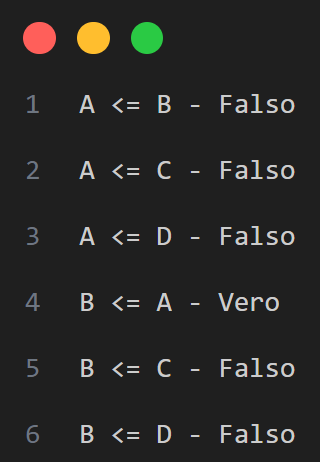 1 A <= B - Falso
2 A <= C - Falso
3 A <= D - Falso
4 B <= A - Vero
5 B <= C - Falso
6 B <= D - Falso